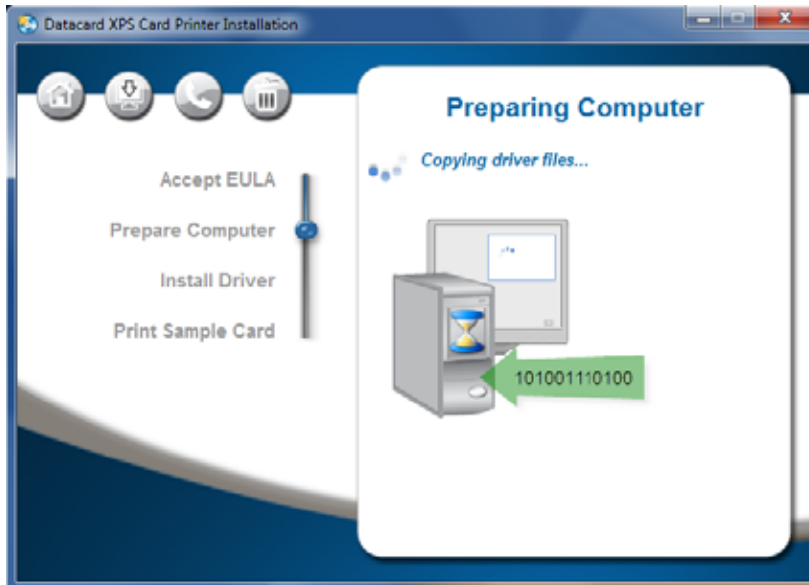 Datacard XPS Card Printer Installation
Preparing Computer
Copying driver files...
Accept EULA
Prepare Computer
Install Driver
Print Sample Card
101001110100